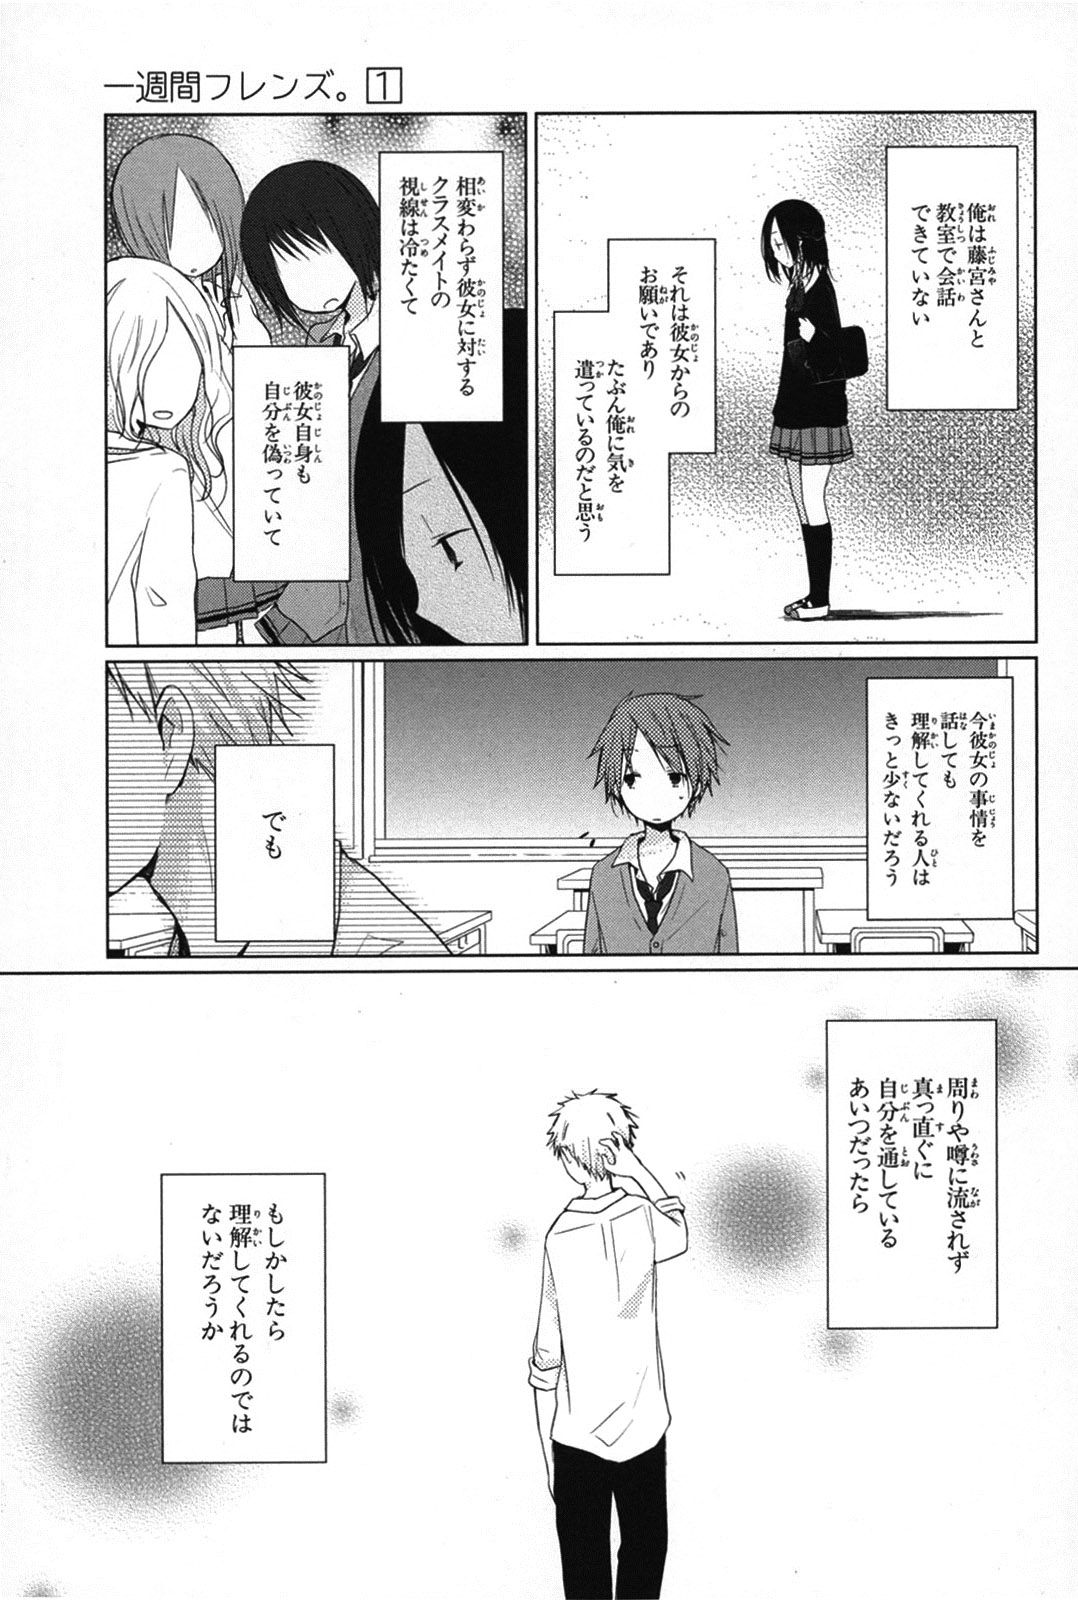 一週間フレンズ。 1
俺は藤宮さんと
教室で会話
できていない
それは彼女からの
お願いであり
たぶん俺に気を
遣っているのだと思う
相変わらず彼女に対する
クラスメイトの
視線は冷たくて
彼女自身も
自分を偽っていて
今彼女の事情を
話しても
理解してくれる人は
きっと少ないだろう
でも
周りや噂に流されず
真っ直ぐに
自分を通している
あいつだったら
もしかしたら
理解してくれるのでは
ないだろうか